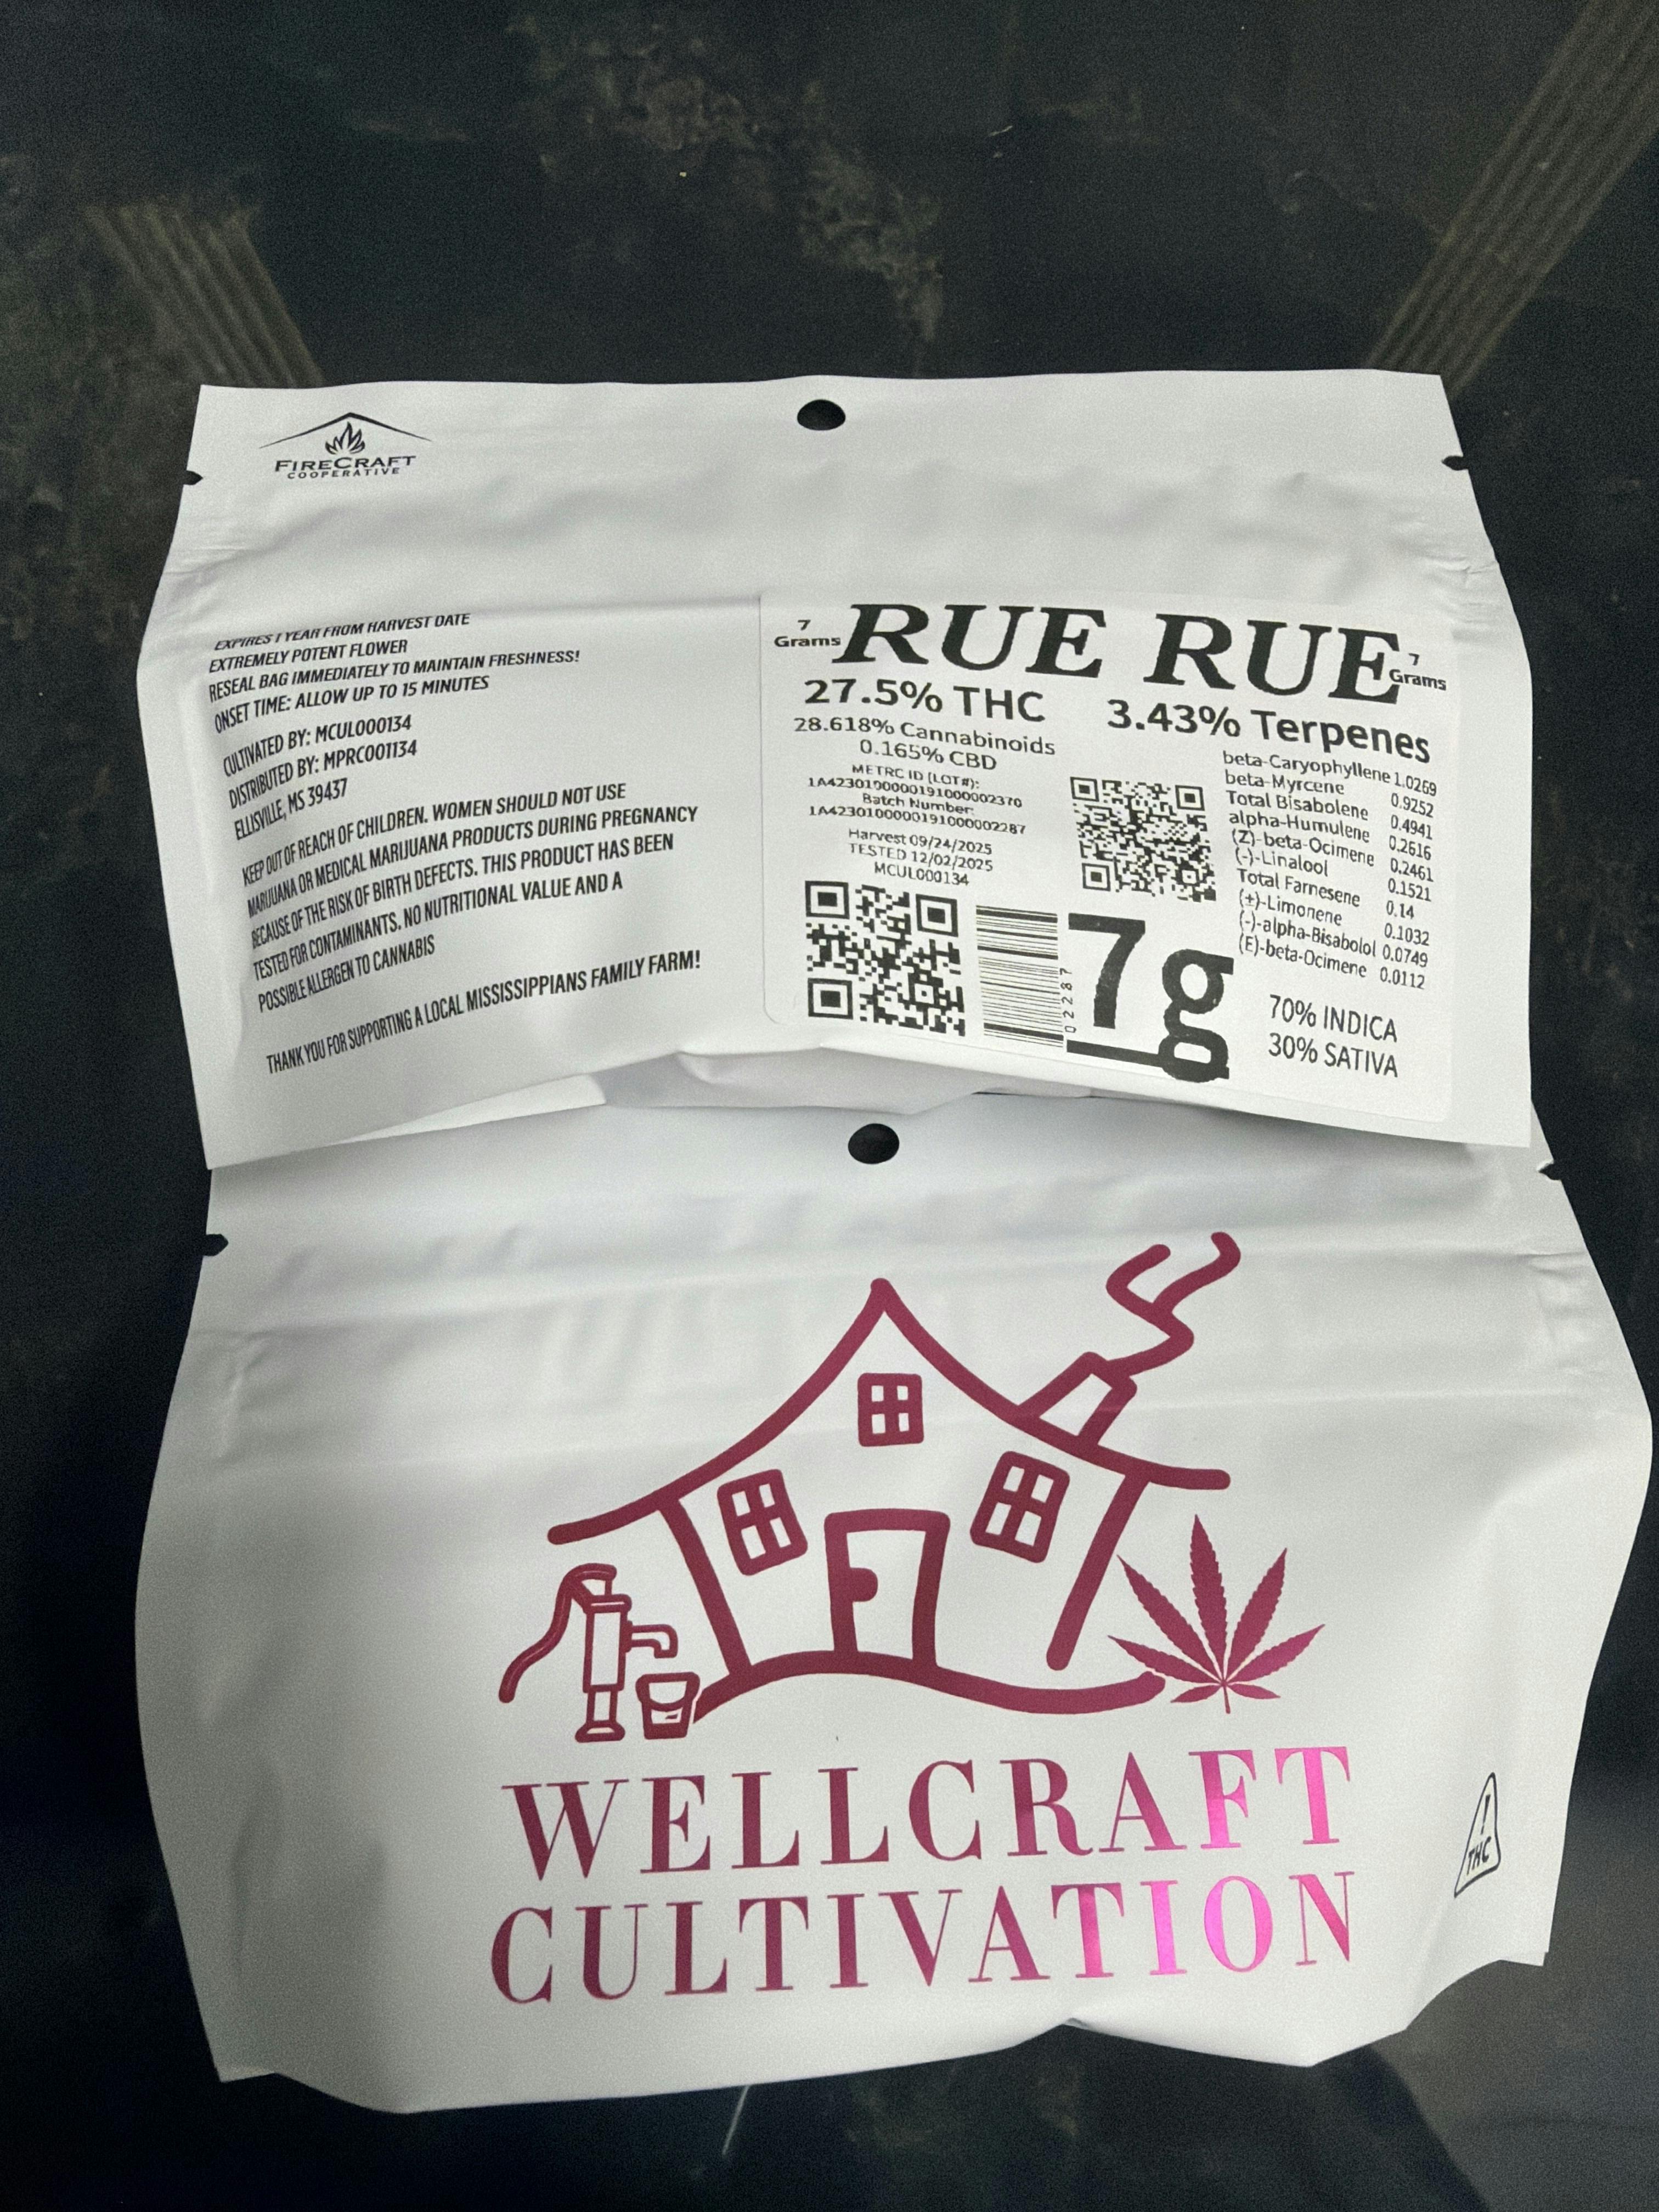 FIRECRAFT
COOPERATIVE
EXPIRES 1 YEAR FROM HARVEST DATE
EXTREMELY POTENT FLOWER
RESEAL BAG IMMEDIATELY TO MAINTAIN FRESHNESS!
ONSET TIME: ALLOW UP TO 15 MINUTES
CULTIVATED BY: MCUL000134
DISTRIBUTED BY: MPRC001134
ELLISVILLE, MS 39437
KEEP OUT OF REACH OF CHILDREN. WOMEN SHOULD NOT USE
MARIJUANA OR MEDICAL MARIJUANA PRODUCTS DURING PREGNANCY
BECAUSE OF THE RISK OF BIRTH DEFECTS. THIS PRODUCT HAS BEEN
TESTED FOR CONTAMINANTS. NO NUTRITIONAL VALUE AND A
POSSIBLE ALLERGEN TO CANNABIS
THANK YOU FOR SUPPORTING A LOCAL MISSISSIPPIANS FAMILY FARM!
7 Grams
RUE RUE
7 Grams
27.5% THC
28.618% Cannabinoids
0.165% CBD
METRC ID (LOT#):
1A4230100000191000002370
Batch Number:
1A4230100000191000002287
Harvest 09/24/2025
TESTED 12/02/2025
MCUL000134
02287
7g
3.43% Terpenes
beta-Caryophyllene 1.0269
beta-Myrcene 0.9252
Total Bisabolene 0.4941
alpha-Humulene 0.2616
(Z)-beta-Ocimene 0.2461
(-)-Linalool 0.1521
Total Farnesene 0.14
(±)-Limonene 0.1032
(-)-alpha-Bisabolol 0.0749
(E)-beta-Ocimene 0.0112
70% INDICA
30% SATIVA
WELLCRAFT
CULTIVATION
!
THC